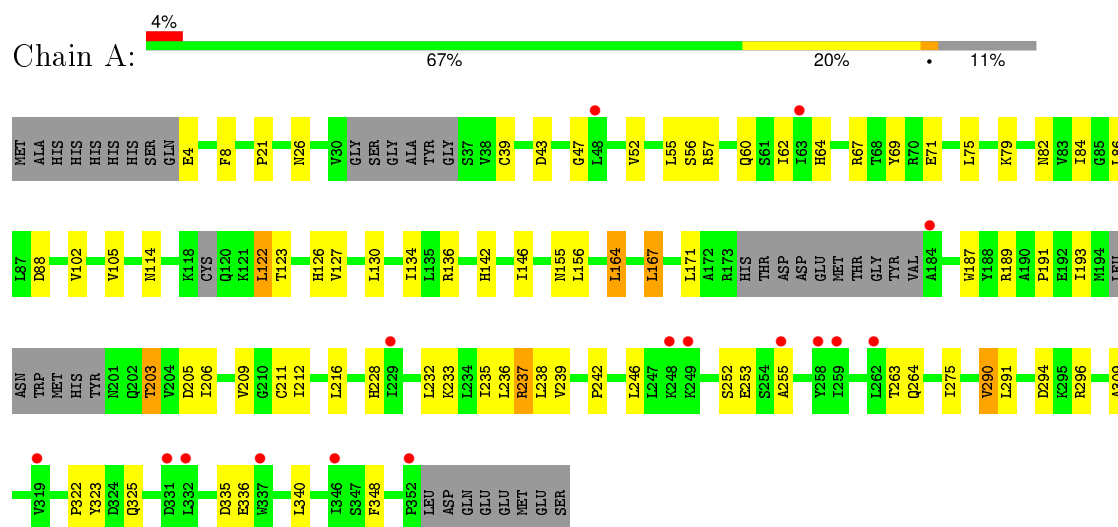 4%
Chain A:
67% 20% • 11%
MET ALA HIS HIS HIS HIS HIS HIS SER GLN E4 F8 P21 N26 V30 GLY SER GLY ALA TYR GLY S37 V38 C39 D43 G47 L48 V52 L55 S56 R57 Q60 S61 I62 I63 H64 R67 T68 Y69 R70 E71 L75 K79 N82 V83 I84 G85 L86
L87 D88 V102 V105 N114 K118 CYS Q120 K121 L122 T123 H126 V127 L130 I134 L135 R136 H142 I146 N155 L156 L164 L167 L171 A172 R173 HIS THR ASP ASP GLU MET THR GLY TYR VAL A184 W187 Y188 R189 A190 P191 E192 I193 M194 LEU
ASN TRP MET HIS TYR N201 Q202 T203 V204 D205 I206 V209 G210 C211 I212 L216 H228 I229 L232 K233 L234 I235 L236 R237 L238 V239 P242 L246 L247 K248 K249 S252 E253 S254 A255 Y258 I259 L262 T263 Q264 I275 V290 L291 D294 K295 R296
V319 P322 Y323 D324 Q325 D331 L332 D335 E336 W337 L340 I346 S347 F348 P352 LEU ASP GLN GLU GLU MET GLU SER